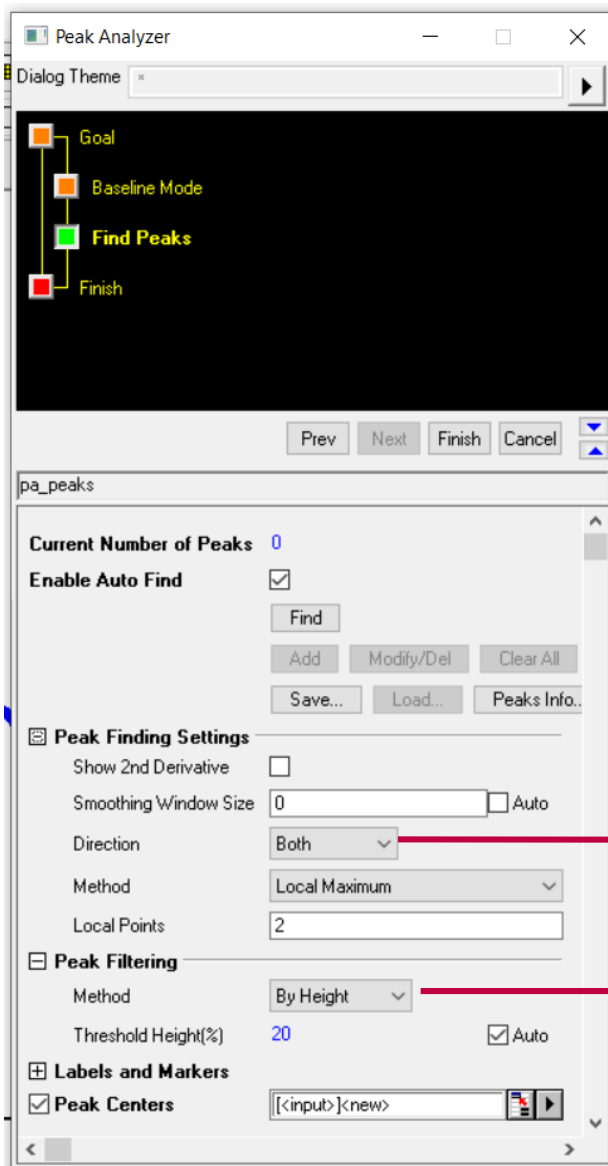 Peak Analyzer
Dialog Theme *
Goal
Baseline Mode
Find Peaks
Finish
Prev Next Finish Cancel
pa_peaks
Current Number of Peaks 0
Enable Auto Find
Find
Add Modify/Del Clear All
Save... Load... Peaks Info..
Peak Finding Settings
Show 2nd Derivative
Smoothing Window Size 0 Auto
Direction Both
Method Local Maximum
Local Points 2
Peak Filtering
Method By Height
Threshold Height(%) 20 Auto
Labels and Markers
Peak Centers [<input>]<new>